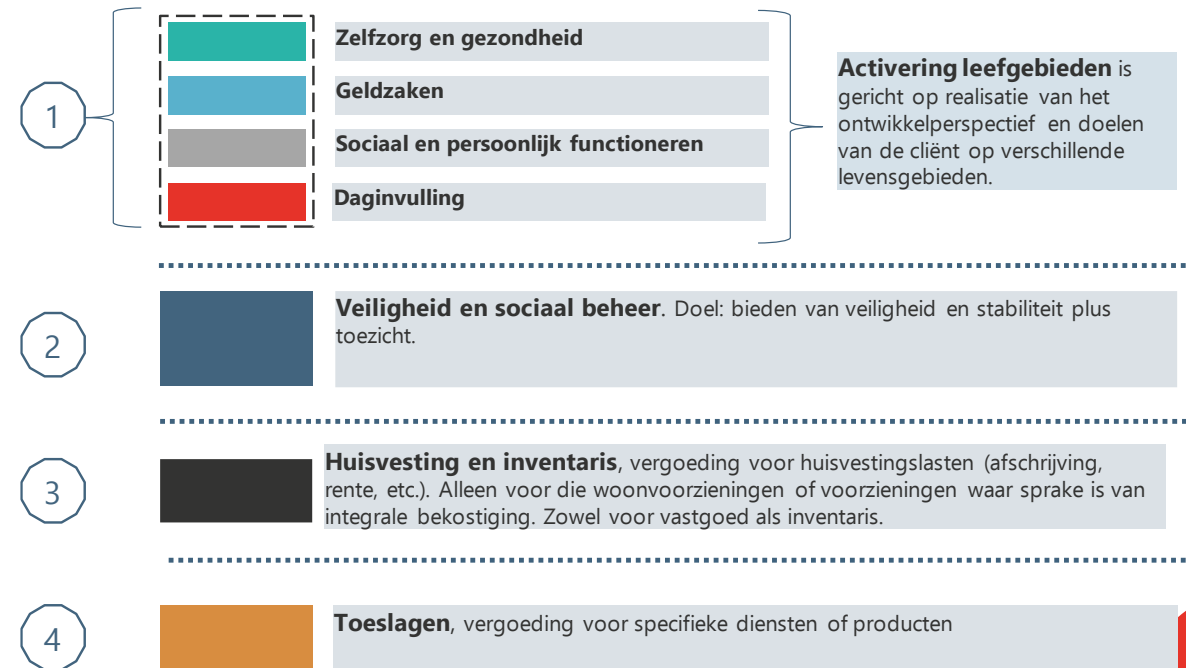 1
Zelfzorg en gezondheid
Geldzaken
Sociaal en persoonlijk functioneren
Daginvulling
Activering leefgebieden is
gericht op realisatie van het
ontwikkelperspectief en doelen
van de cliënt op verschillende
levensgebieden.
2
Veiligheid en sociaal beheer. Doel: bieden van veiligheid en stabiliteit plus
toezicht.
3
Huisvesting en inventaris, vergoeding voor huisvestingslasten (afschrijving,
rente, etc.). Alleen voor die woonvoorzieningen of voorzieningen waar sprake is van
integrale bekostiging. Zowel voor vastgoed als inventaris.
4
Toeslagen, vergoeding voor specifieke diensten of producten